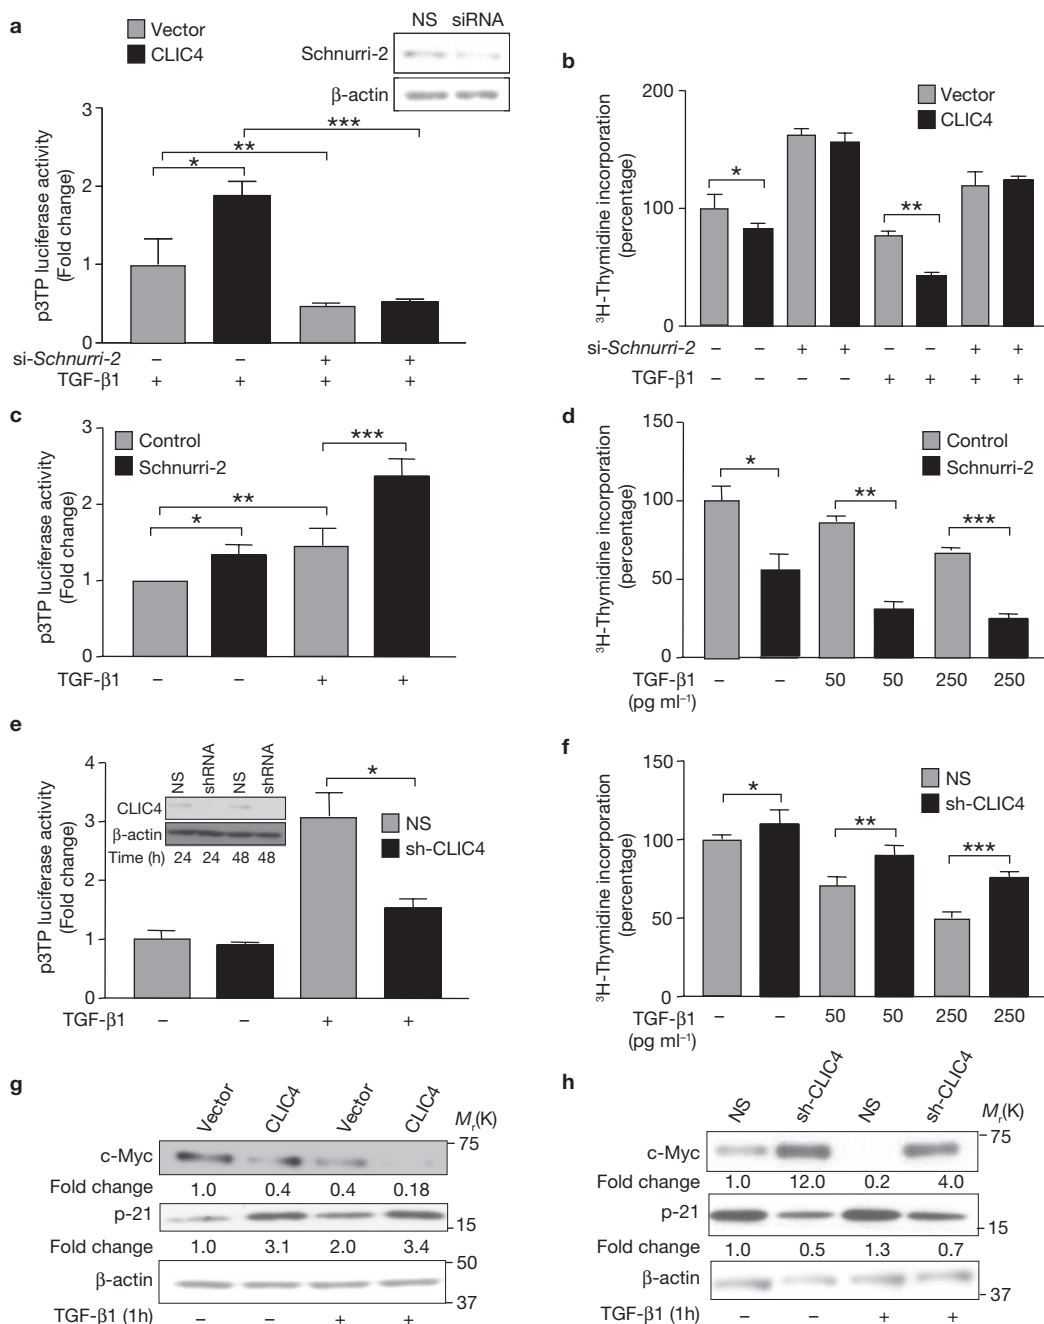 a
Vector
CLIC4
NS siRNA
Schnurri-2
β-actin
p3TP luciferase activity
(Fold change)
3
2
1
0
*
**
***
si-Schnurri-2 – – + +
TGF-β1 + + + +
b
Vector
CLIC4
³H-Thymidine incorporation
(percentage)
200
100
0
*
**
si-Schnurri-2 – – + + – – + +
TGF-β1 – – – – + + + +
c
Control
Schnurri-2
p3TP luciferase activity
(Fold change)
3
2
1
0
*
**
***
TGF-β1 – – + +
d
Control
Schnurri-2
³H-Thymidine incorporation
(percentage)
150
100
50
0
*
**
***
TGF-β1 – – 50 50 250 250
(pg ml⁻¹)
e
NS shRNA NS shRNA
CLIC4
β-actin
Time (h) 24 24 48 48
NS
sh-CLIC4
p3TP luciferase activity
(Fold change)
4
3
2
1
0
*
TGF-β1 – – + +
f
NS
sh-CLIC4
³H-Thymidine incorporation
(percentage)
150
100
50
0
*
**
***
TGF-β1 – – 50 50 250 250
(pg ml⁻¹)
g
Vector CLIC4 Vector CLIC4
Mr(K)
c-Myc 75
Fold change 1.0 0.4 0.4 0.18
p-21 15
Fold change 1.0 3.1 2.0 3.4
50
β-actin
37
TGF-β1 (1h) – – + +
h
NS sh-CLIC4 NS sh-CLIC4
Mr(K)
c-Myc 75
Fold change 1.0 12.0 0.2 4.0
p-21 15
Fold change 1.0 0.5 1.3 0.7
β-actin 37
TGF-β1 (1h) – – + +